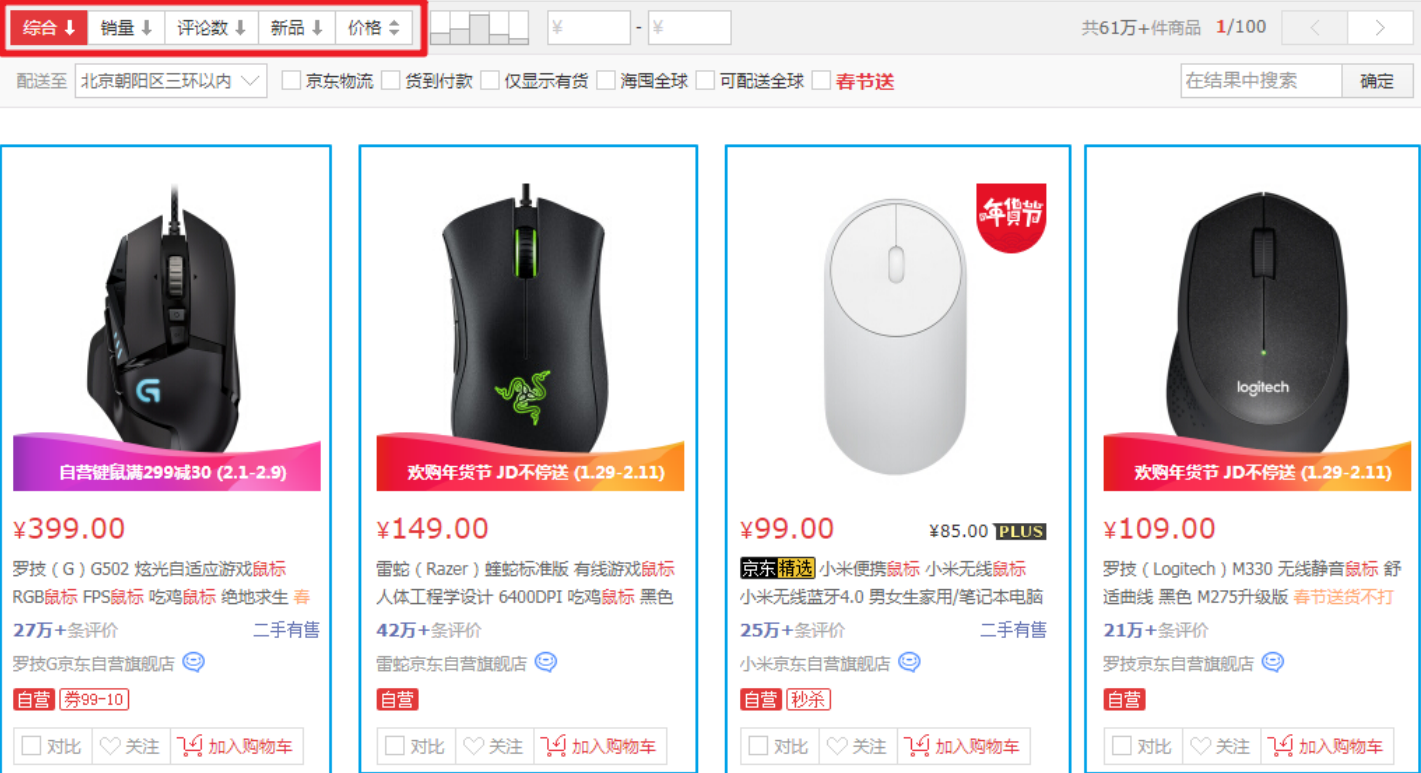 综合 销量 评论数 新品 价格 ¥ - ¥ 共61万+件商品 1/100 < >
配送至 北京朝阳区三环以内 京东物流 货到付款 仅显示有货 海囤全球 可配送全球 春节送 在结果中搜索 确定
年货节
G
logitech
自营键鼠满299减30 (2.1-2.9)
欢购年货节 JD不停送 (1.29-2.11)
欢购年货节 JD不停送 (1.29-2.11)
¥399.00
罗技（G）G502 炫光自适应游戏鼠标
RGB鼠标 FPS鼠标 吃鸡鼠标 绝地求生 春
27万+条评价 二手有售
罗技G京东自营旗舰店
自营 券99-10
对比 关注 加入购物车
¥149.00
雷蛇（Razer）蝰蛇标准版 有线游戏鼠标
人体工程学设计 6400DPI 吃鸡鼠标 黑色
42万+条评价
雷蛇京东自营旗舰店
自营
对比 关注 加入购物车
¥99.00 ¥85.00 PLUS
京东精选 小米便携鼠标 小米无线鼠标
小米无线蓝牙4.0 男女生家用/笔记本电脑
25万+条评价 二手有售
小米京东自营旗舰店
自营 秒杀
对比 关注 加入购物车
¥109.00
罗技（Logitech）M330 无线静音鼠标 舒
适曲线 黑色 M275升级版 春节送货不打
21万+条评价
罗技京东自营旗舰店
自营
对比 关注 加入购物车